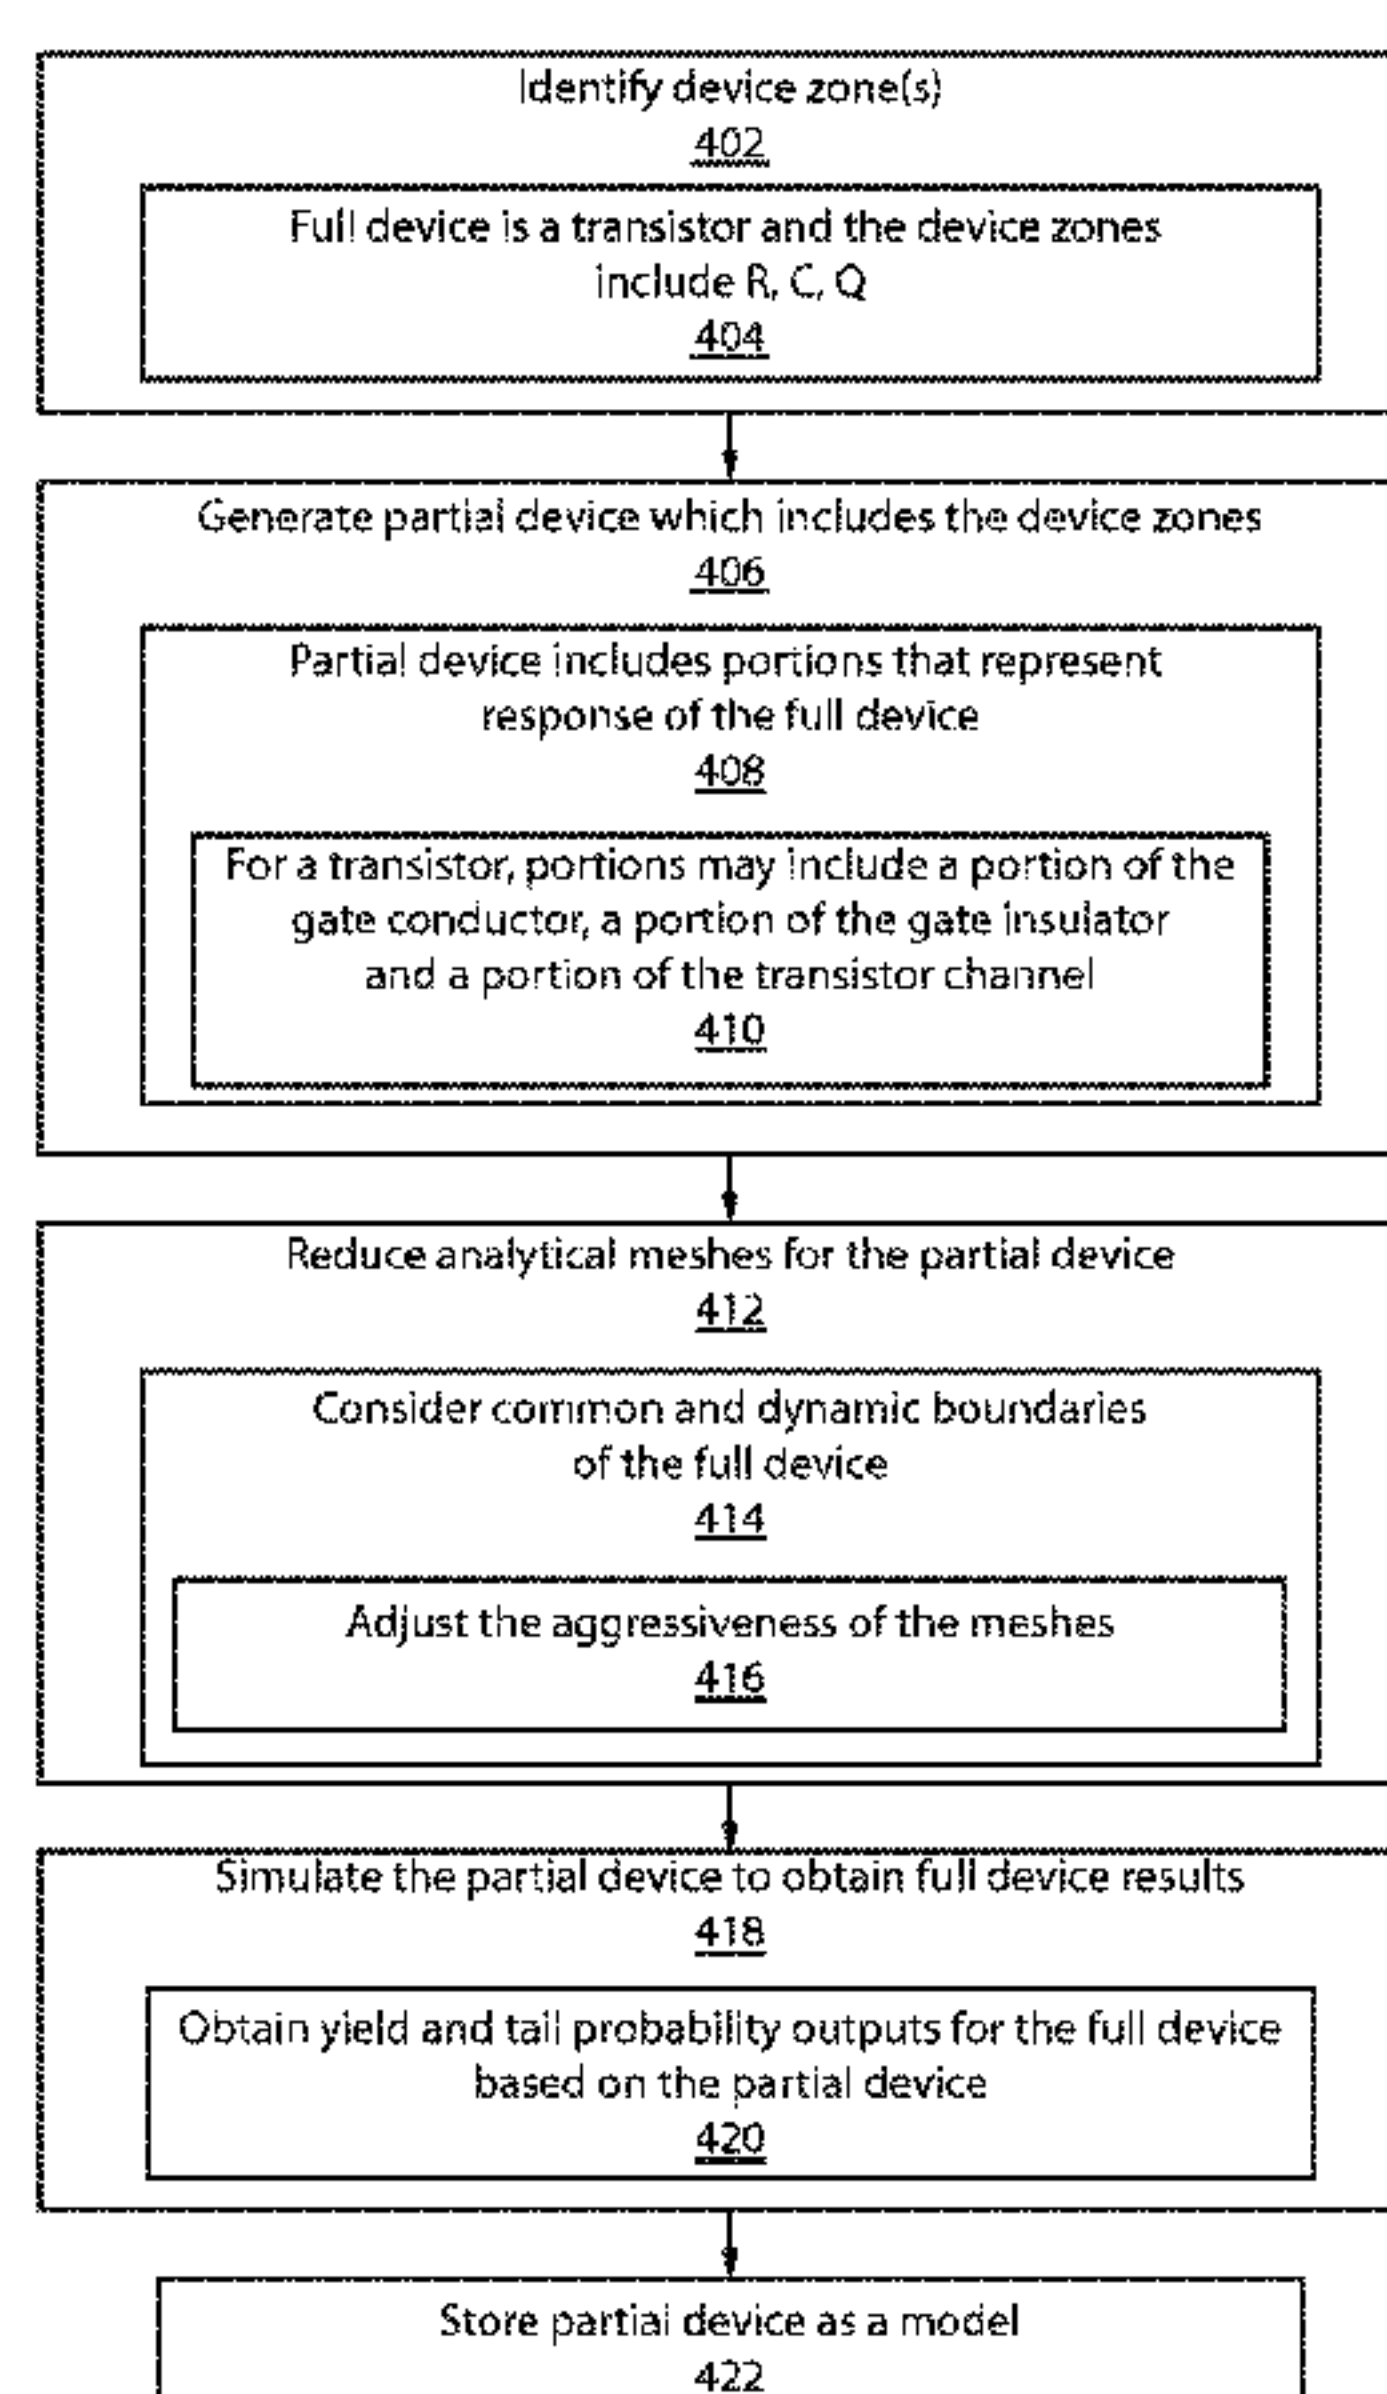 Identify device zone(s)
402
Full device is a transistor and the device zones
include R, C, Q
404
Generate partial device which includes the device zones
406
Partial device includes portions that represent
response of the full device
408
For a transistor, portions may include a portion of the
gate conductor, a portion of the gate insulator
and a portion of the transistor channel
410
Reduce analytical meshes for the partial device
412
Consider common and dynamic boundaries
of the full device
414
Adjust the aggressiveness of the meshes
416
Simulate the partial device to obtain full device results
418
Obtain yield and tail probability outputs for the full device
based on the partial device
420
Store partial device as a model
422